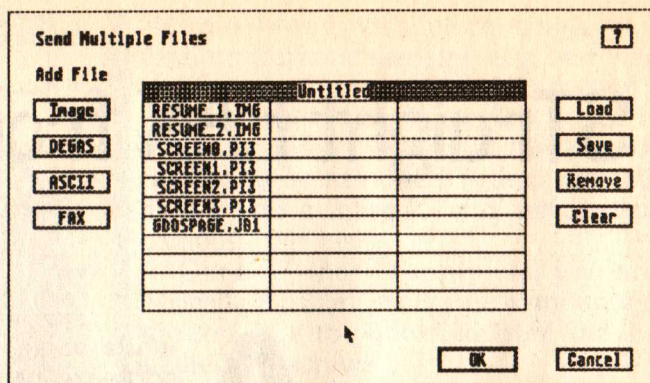 Send Multiple Files
?
Add File
Untitled
Image
DEGAS
ASCII
FAX
RESUME_1.IMG
RESUME_2.IMG
SCREEN0.PI3
SCREEN1.PI3
SCREEN2.PI3
SCREEN3.PI3
GDOSPAGE.JB1
Load
Save
Remove
Clear
OK
Cancel